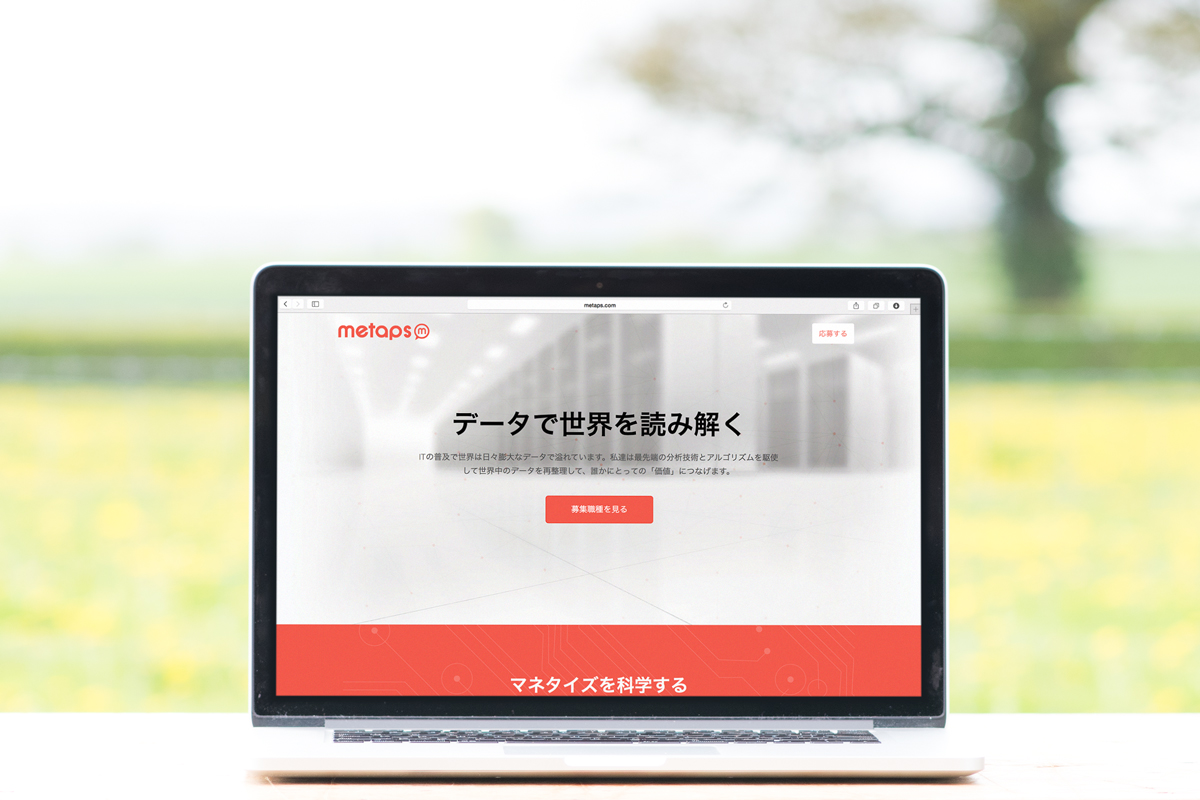 metaps.com
metaps m
応募する
データで世界を読み解く
ITの普及で世界は日々膨大なデータで溢れています。私達は最先端の分析技術とアルゴリズムを駆使
して世界中のデータを再整理して、誰かにとっての「価値」につなげます。
募集職種を見る
マネタイズを科学する